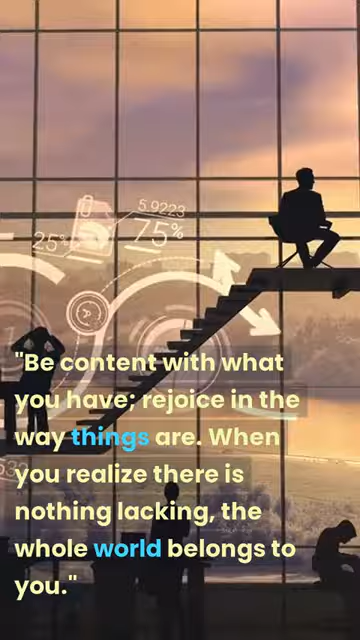 5.9223
25%
75%
"Be content with what
you have; rejoice in the
way things are. When
you realize there is
nothing lacking, the
whole world belongs to
you."